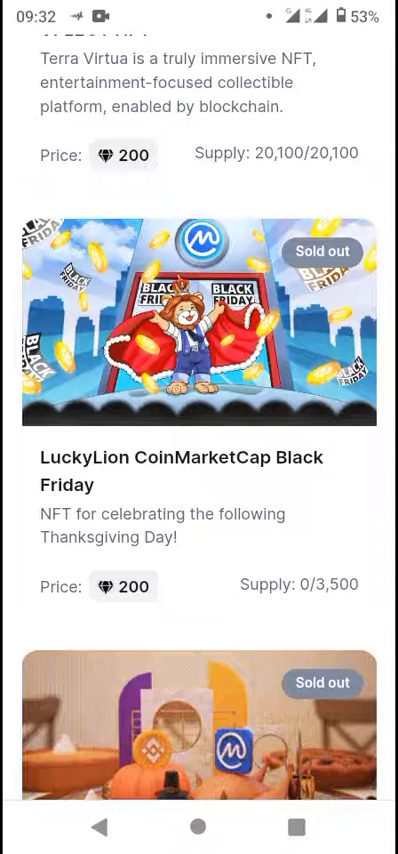 09:32
53%
Terra Virtua is a truly immersive NFT,
entertainment-focused collectible
platform, enabled by blockchain.
Price: 200
Supply: 20,100/20,100
Sold out
BLACK
FRIDAY
BLACK
FRIDAY
BLACK
FRIDAY
LuckyLion CoinMarketCap Black
Friday
NFT for celebrating the following
Thanksgiving Day!
Price: 200
Supply: 0/3,500
Sold out